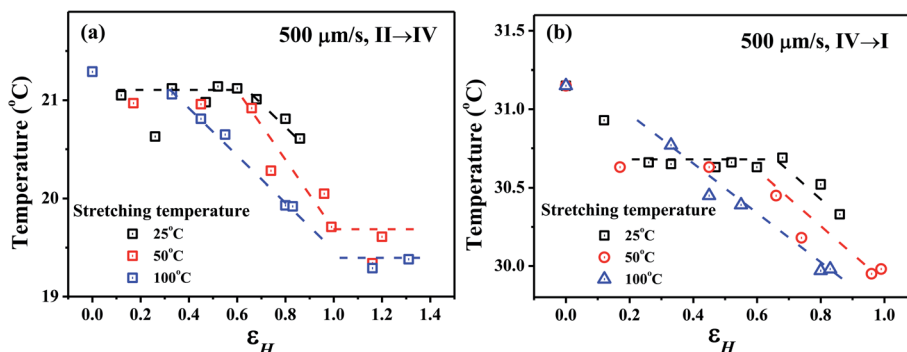 (a)
500 μm/s, II→IV
Temperature (°C)
21
20
19
Stretching temperature
25°C
50°C
100°C
0.0 0.2 0.4 0.6 0.8 1.0 1.2 1.4
ε_H
(b)
500 μm/s, IV→I
Temperature (°C)
31.5
31.0
30.5
30.0
Stretching temperature
25°C
50°C
100°C
0.0 0.2 0.4 0.6 0.8 1.0
ε_H